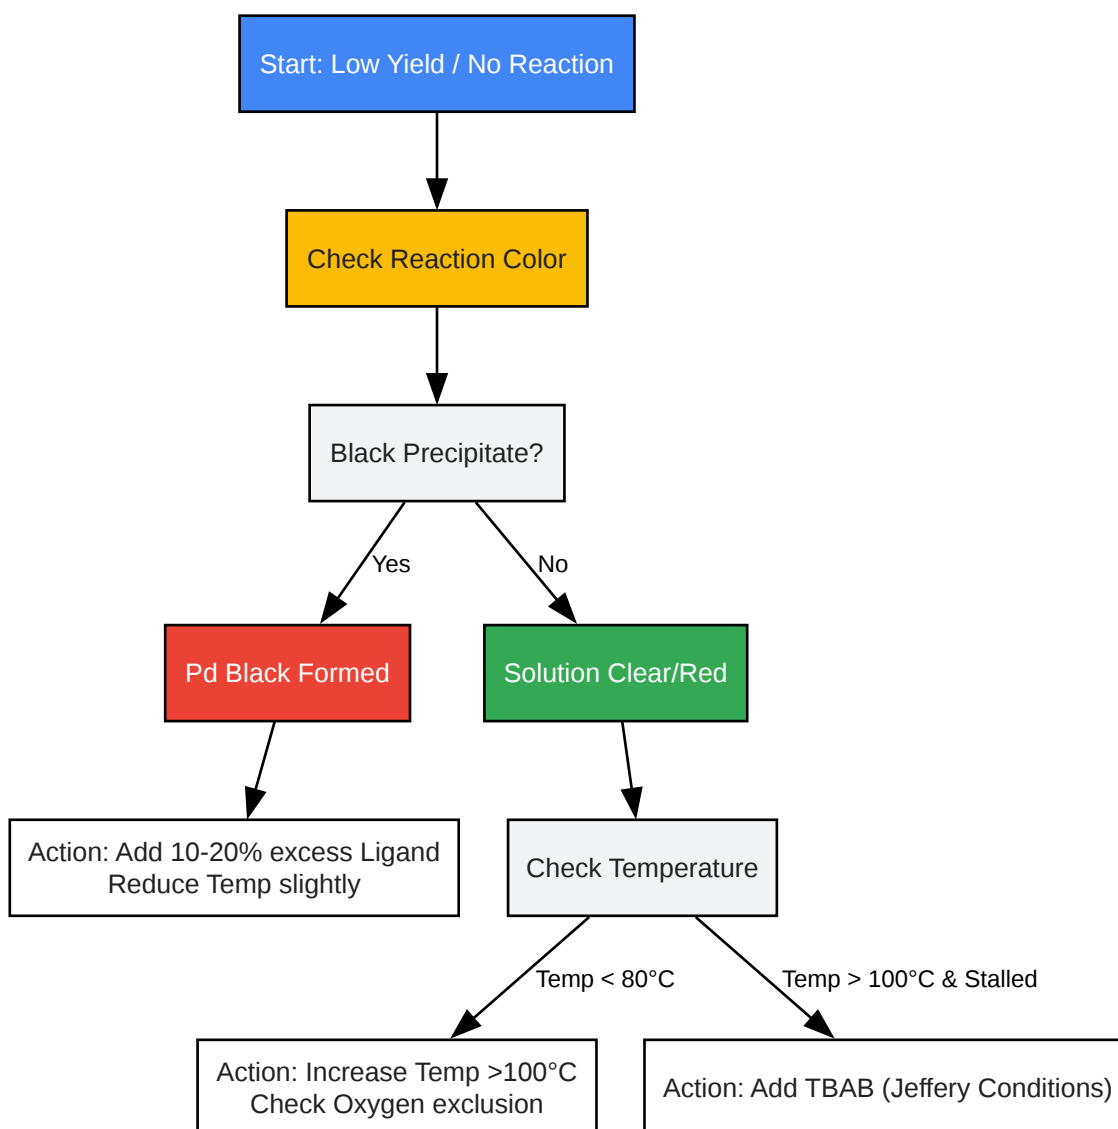 Start: Low Yield / No Reaction
Check Reaction Color
Black Precipitate?
Yes
No
Pd Black Formed
Solution Clear/Red
Action: Add 10-20% excess Ligand
Reduce Temp slightly
Check Temperature
Temp < 80°C
Temp > 100°C & Stalled
Action: Increase Temp >100°C
Check Oxygen exclusion
Action: Add TBAB (Jeffery Conditions)